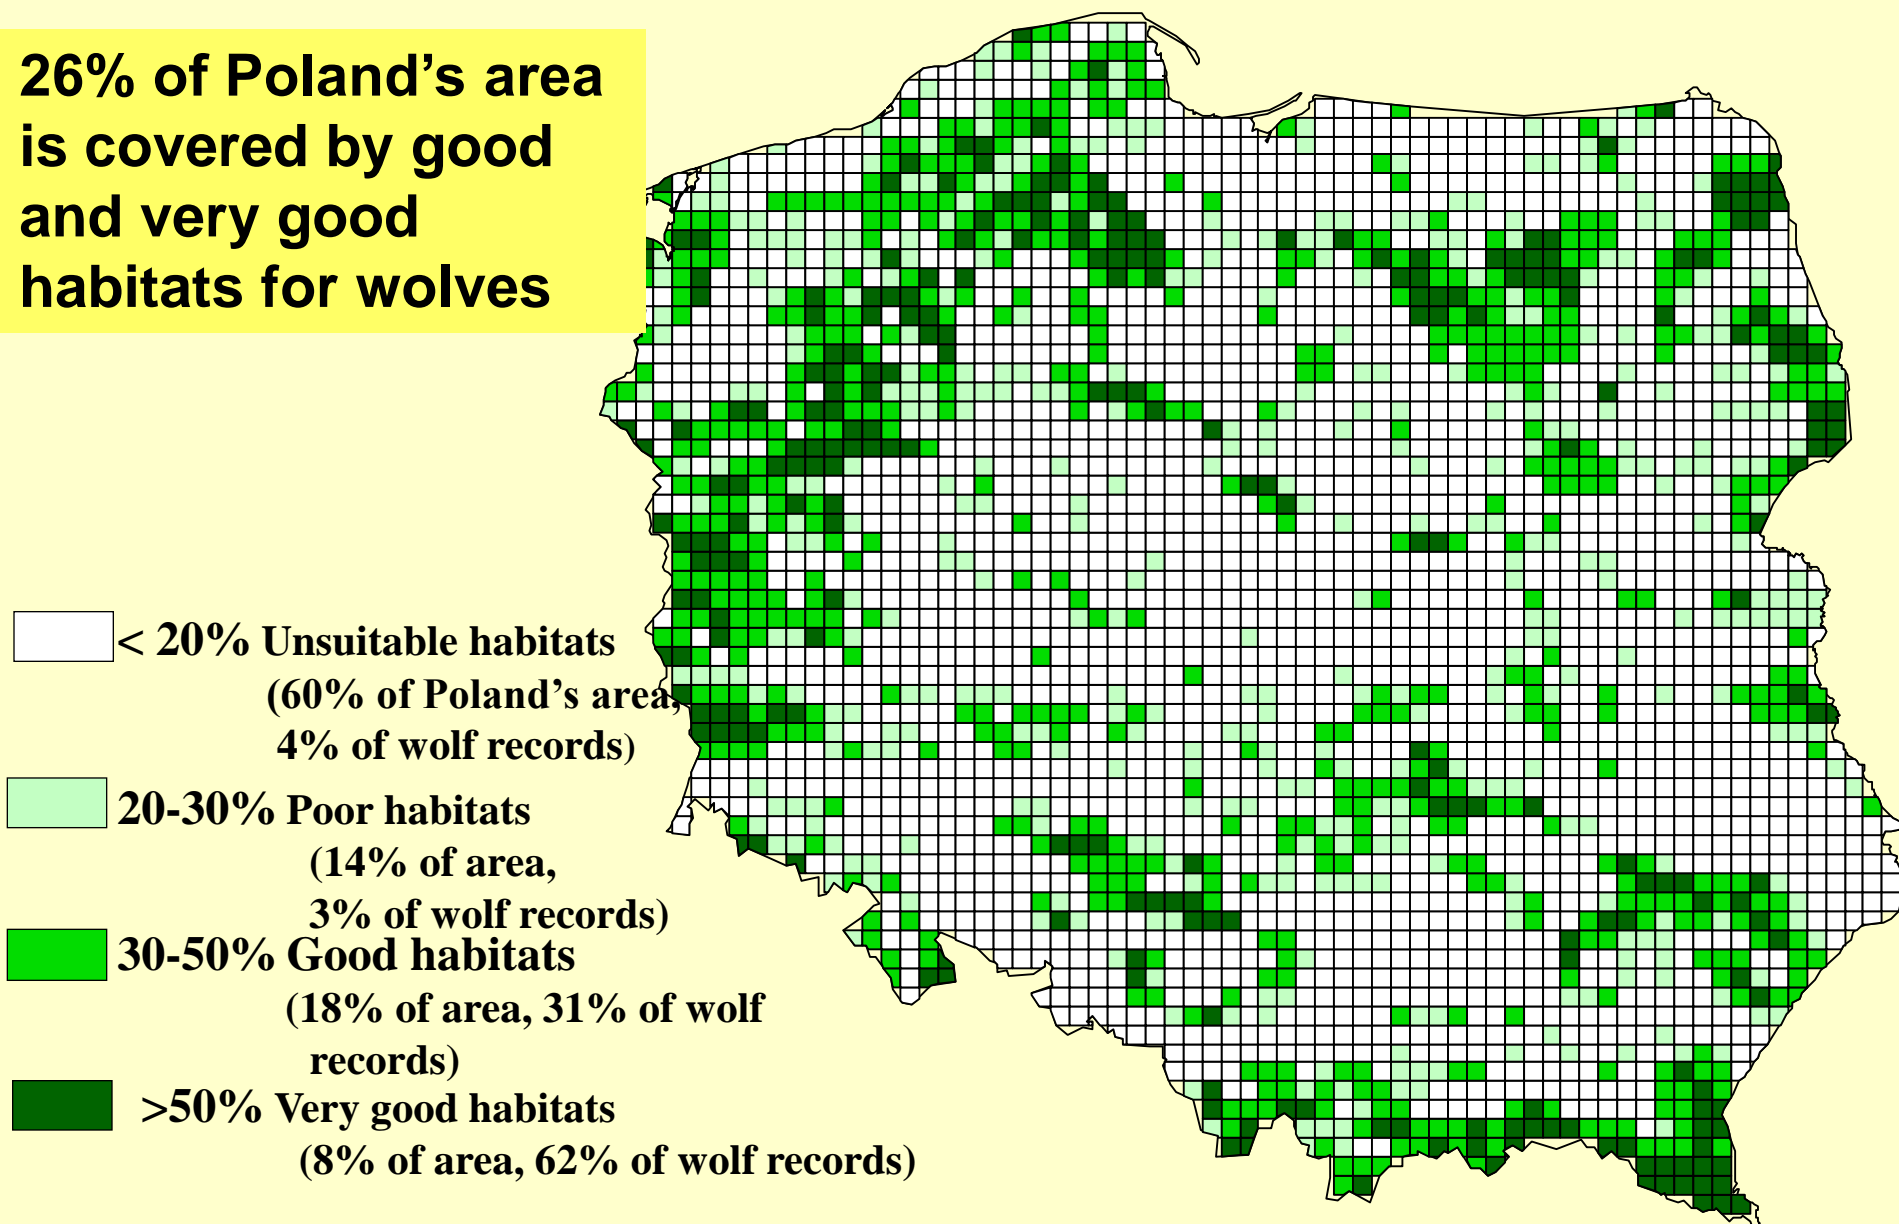 26% of Poland’s area
is covered by good
and very good
habitats for wolves
< 20% Unsuitable habitats
(60% of Poland’s area,
4% of wolf records)
20-30% Poor habitats
(14% of area,
3% of wolf records)
30-50% Good habitats
(18% of area, 31% of wolf
records)
>50% Very good habitats
(8% of area, 62% of wolf records)